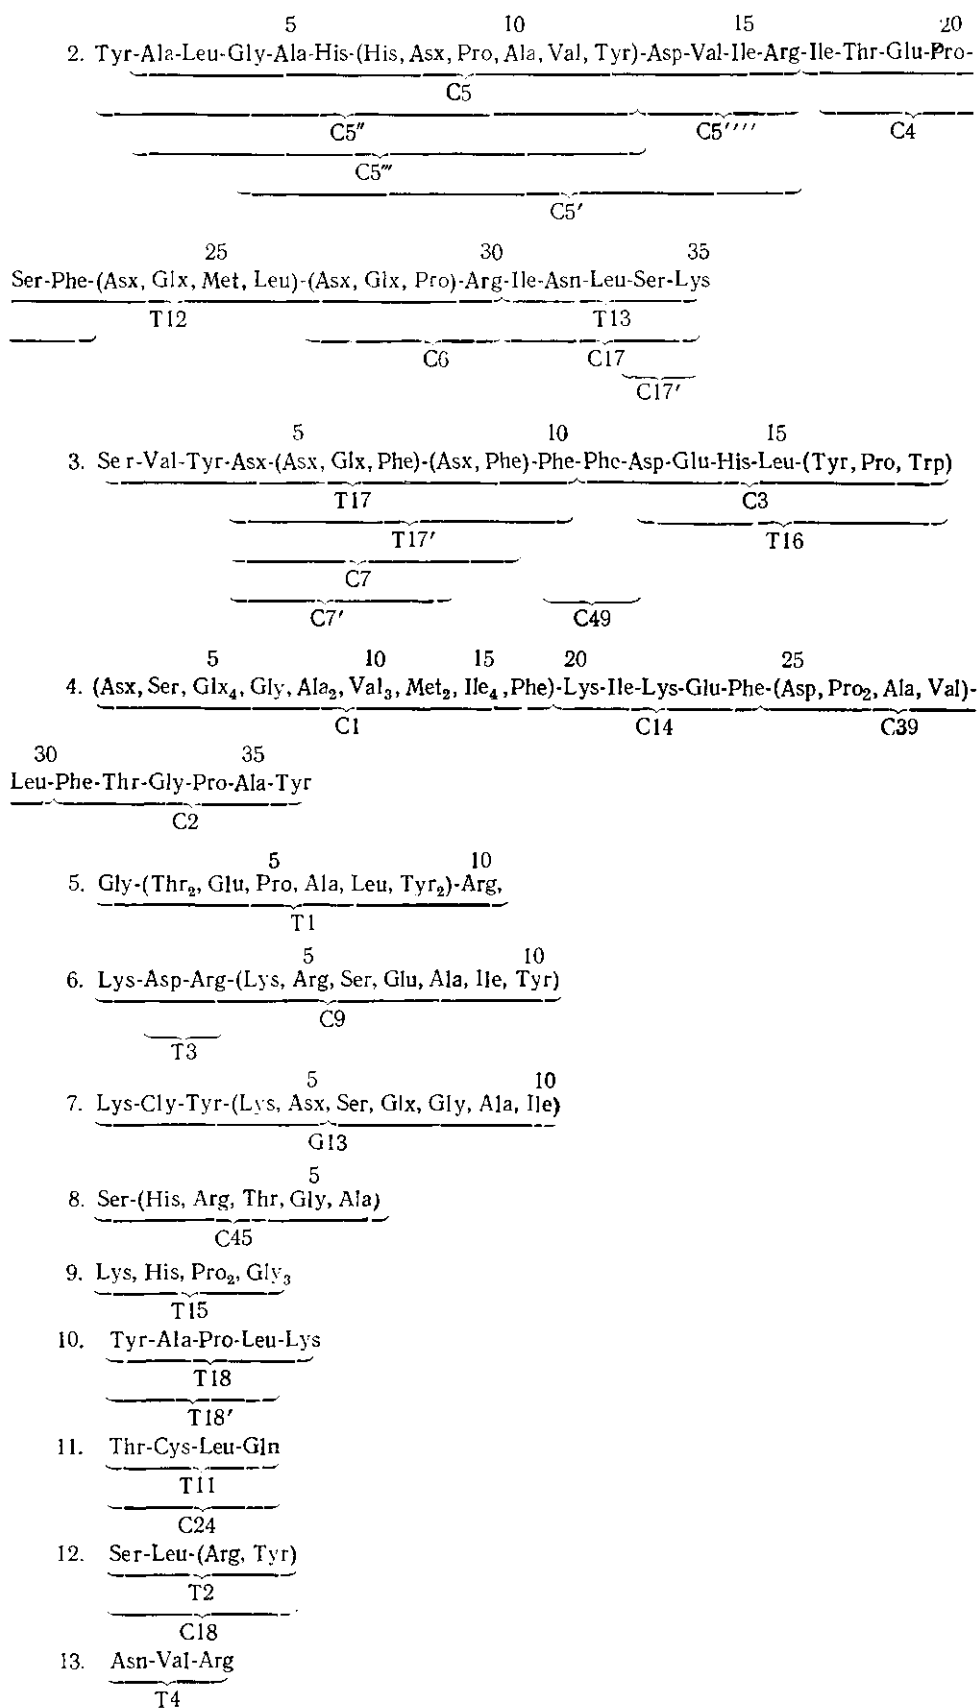 5 10 15 20
2. Tyr-Ala-Leu-Gly-Ala-His-(His, Asx, Pro, Ala, Val, Tyr)-Asp-Val-Ile-Arg-Ile-Thr-Glu-Pro-
C5
C5″ C5′′′′ C4
C5‴
C5′
25 30 35
Ser-Phe-(Asx, Glx, Met, Leu)-(Asx, Glx, Pro)-Arg-Ile-Asn-Leu-Ser-Lys
T12 T13
C6 C17
C17′
5 10 15
3. Ser-Val-Tyr-Asx-(Asx, Glx, Phe)-(Asx, Phe)-Phe-Phe-Asp-Glu-His-Leu-(Tyr, Pro, Trp)
T17 C3
T17′ T16
C7
C7′ C49
5 10 15 20 25
4. (Asx, Ser, Glx₄, Gly, Ala₂, Val₃, Met₂, Ile₄, Phe)-Lys-Ile-Lys-Glu-Phe-(Asp, Pro₂, Ala, Val)-
C1 C14 C39
30 35
Leu-Phe-Thr-Gly-Pro-Ala-Tyr
C2
5 10
5. Gly-(Thr₂, Glu, Pro, Ala, Leu, Tyr₂)-Arg,
T1
5 10
6. Lys-Asp-Arg-(Lys, Arg, Ser, Glu, Ala, Ile, Tyr)
C9
T3
5 10
7. Lys-Cly-Tyr-(Lys, Asx, Ser, Glx, Gly, Ala, Ile)
G13
5
8. Ser-(His, Arg, Thr, Gly, Ala)
C45
9. Lys, His, Pro₂, Gly₃
T15
10. Tyr-Ala-Pro-Leu-Lys
T18
T18′
11. Thr-Cys-Leu-Gln
T11
C24
12. Ser-Leu-(Arg, Tyr)
T2
C18
13. Asn-Val-Arg
T4